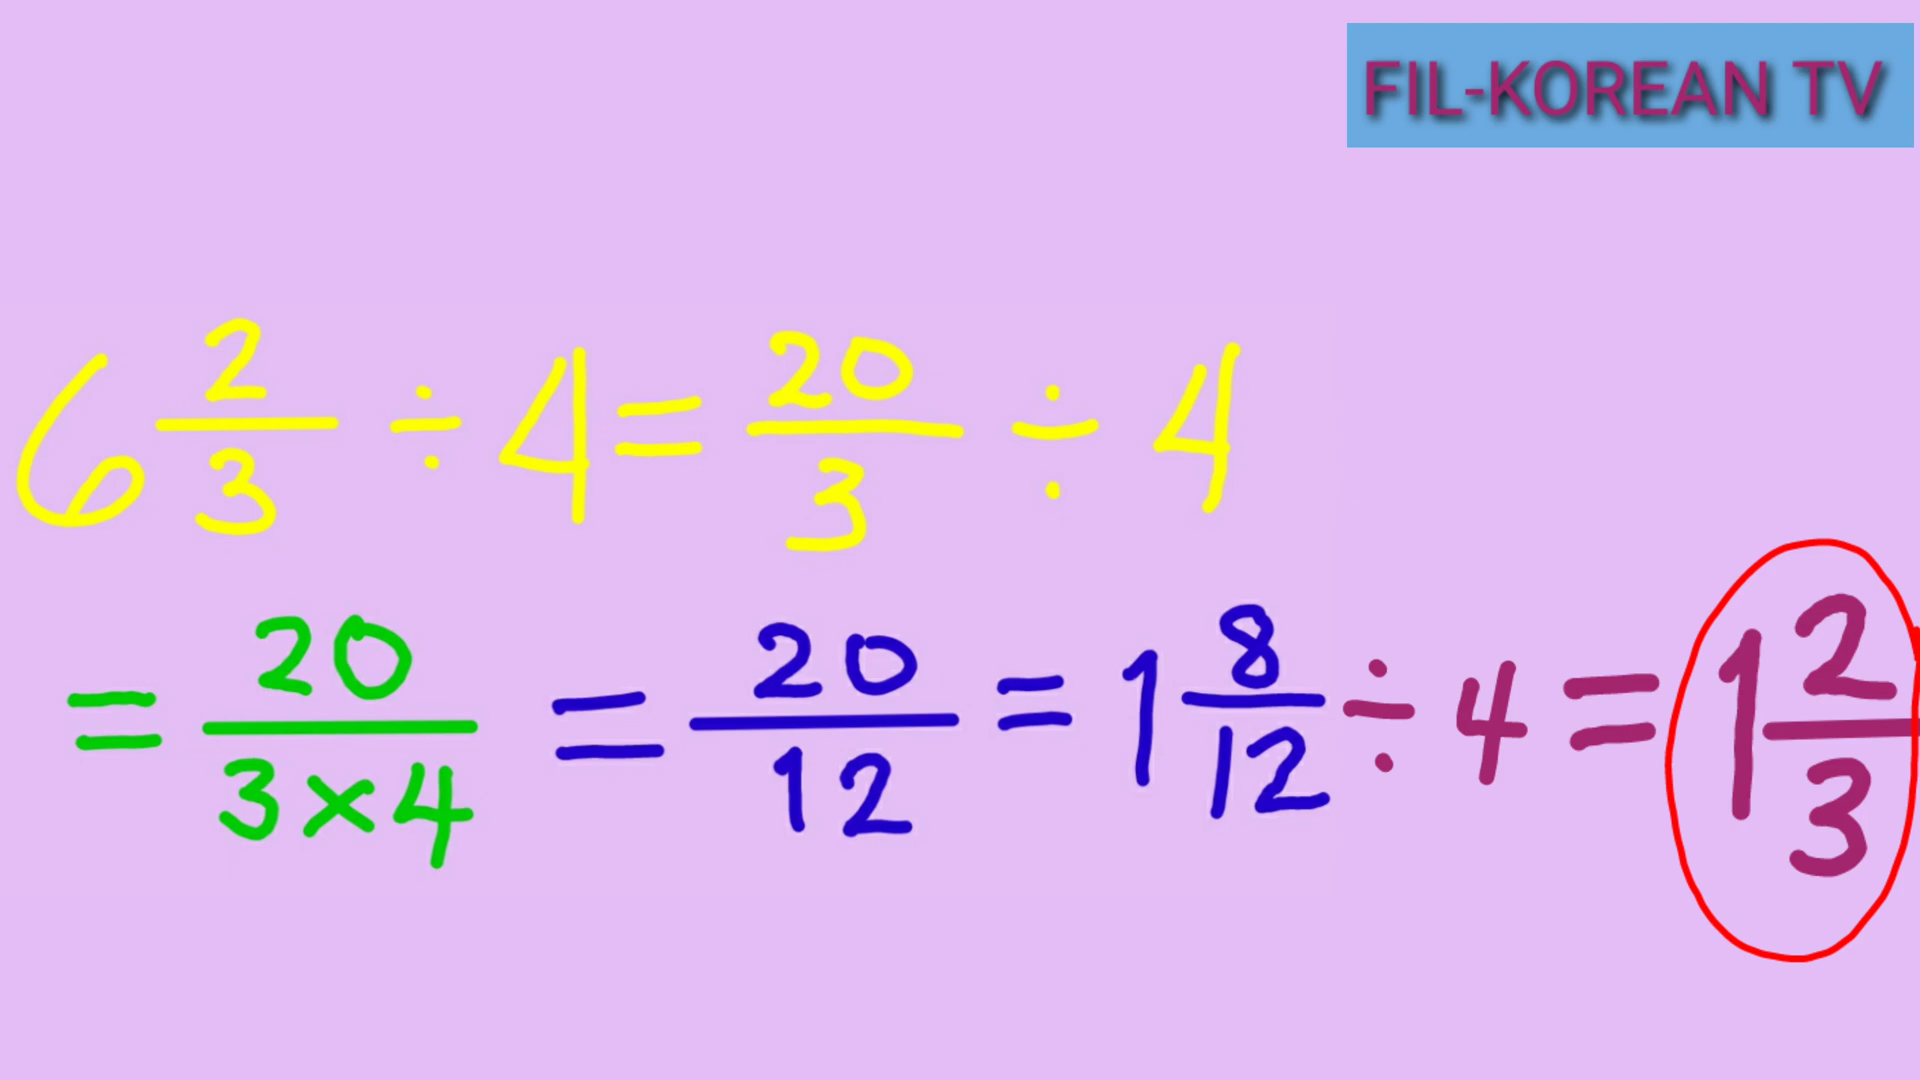 FIL-KOREAN TV
6 2/3 ÷ 4 = 20/3 ÷ 4
= 20/3×4 = 20/12 = 1 8/12 ÷ 4 = 1 2/3